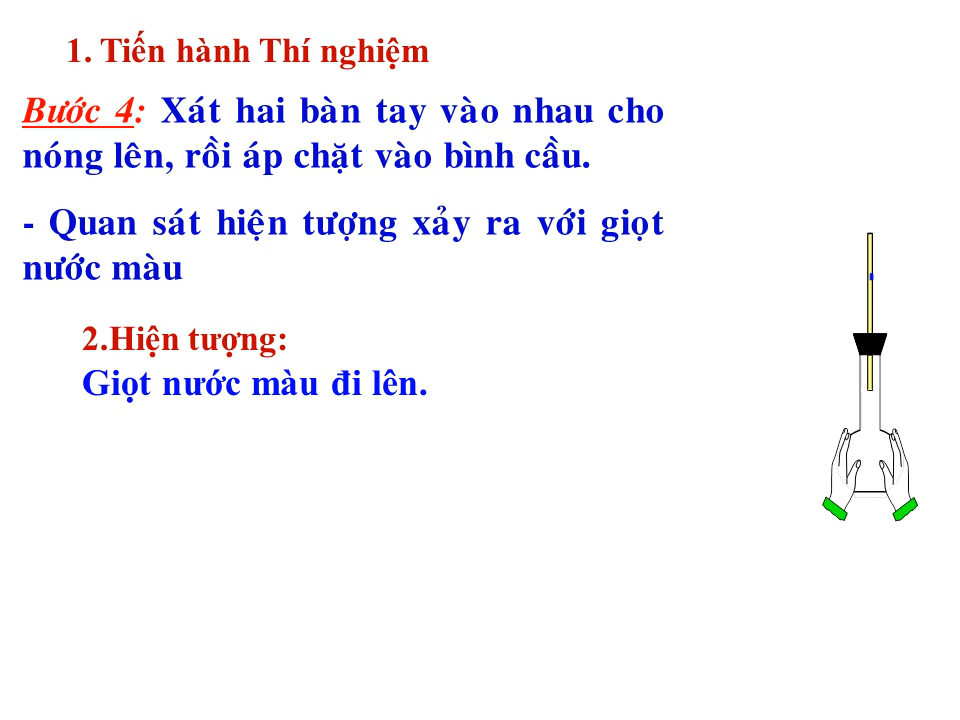 1. Tiến hành Thí nghiệm
Bước 4: Xát hai bàn tay vào nhau cho
nóng lên, rồi áp chặt vào bình cầu.
- Quan sát hiện tượng xảy ra với giọt
nước màu
2.Hiện tượng:
Giọt nước màu đi lên.